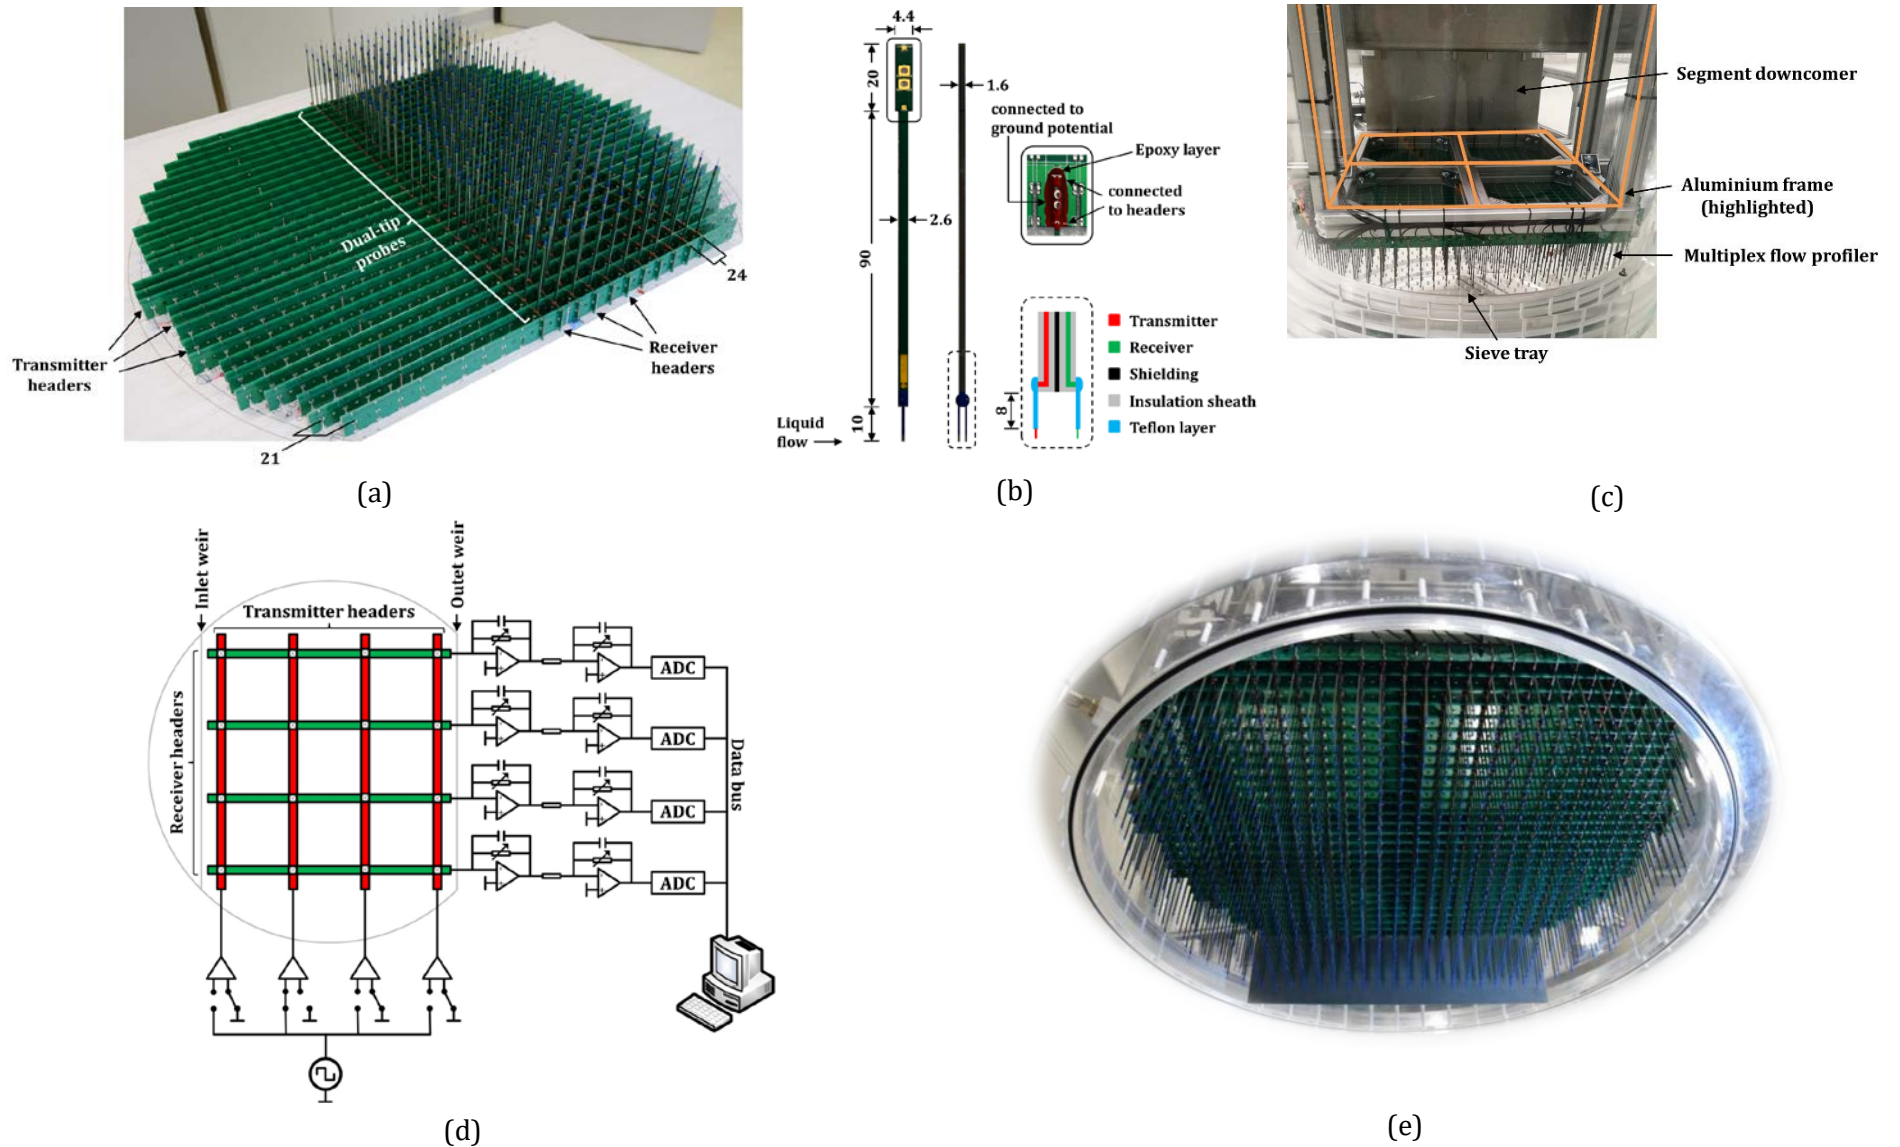 Dual-tip
probes
24
Transmitter
headers
Receiver
headers
21
(a)
4.4
20
1.6
connected to
ground potential
Epoxy layer
connected
to headers
2.6
90
10
8
Liquid
flow
Transmitter
Receiver
Shielding
Insulation sheath
Teflon layer
(b)
Segment downcomer
Aluminium frame
(highlighted)
Multiplex flow profiler
Sieve tray
(c)
Inlet weir
Outet weir
Transmitter headers
Receiver headers
ADC
ADC
ADC
ADC
Data bus
(d)
(e)